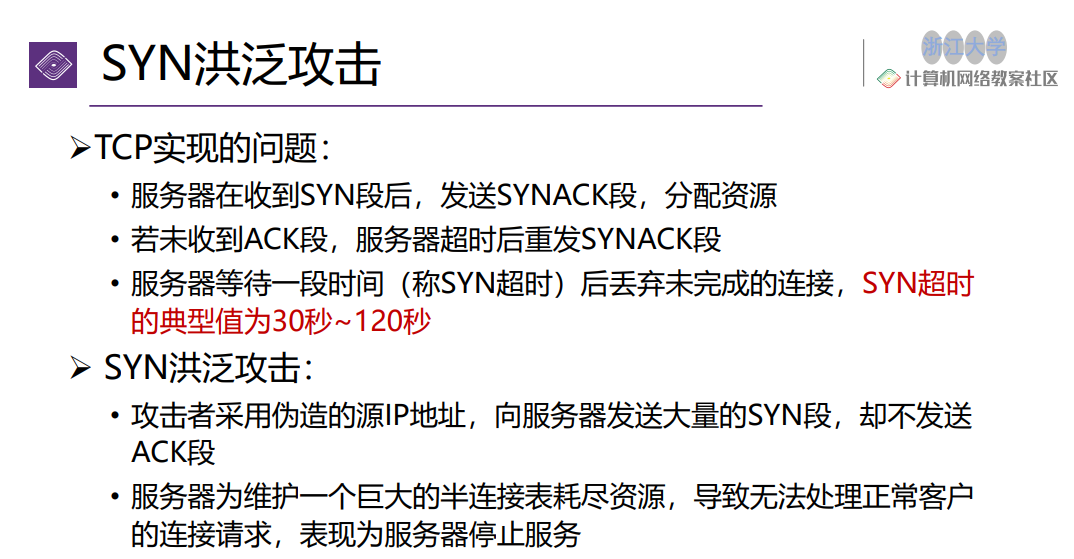 SYN洪泛攻击
浙江大学
计算机网络教案社区
➢TCP实现的问题：
• 服务器在收到SYN段后，发送SYNACK段，分配资源
• 若未收到ACK段，服务器超时后重发SYNACK段
• 服务器等待一段时间（称SYN超时）后丢弃未完成的连接，SYN超时
的典型值为30秒~120秒
➢ SYN洪泛攻击：
• 攻击者采用伪造的源IP地址，向服务器发送大量的SYN段，却不发送
ACK段
• 服务器为维护一个巨大的半连接表耗尽资源，导致无法处理正常客户
的连接请求，表现为服务器停止服务